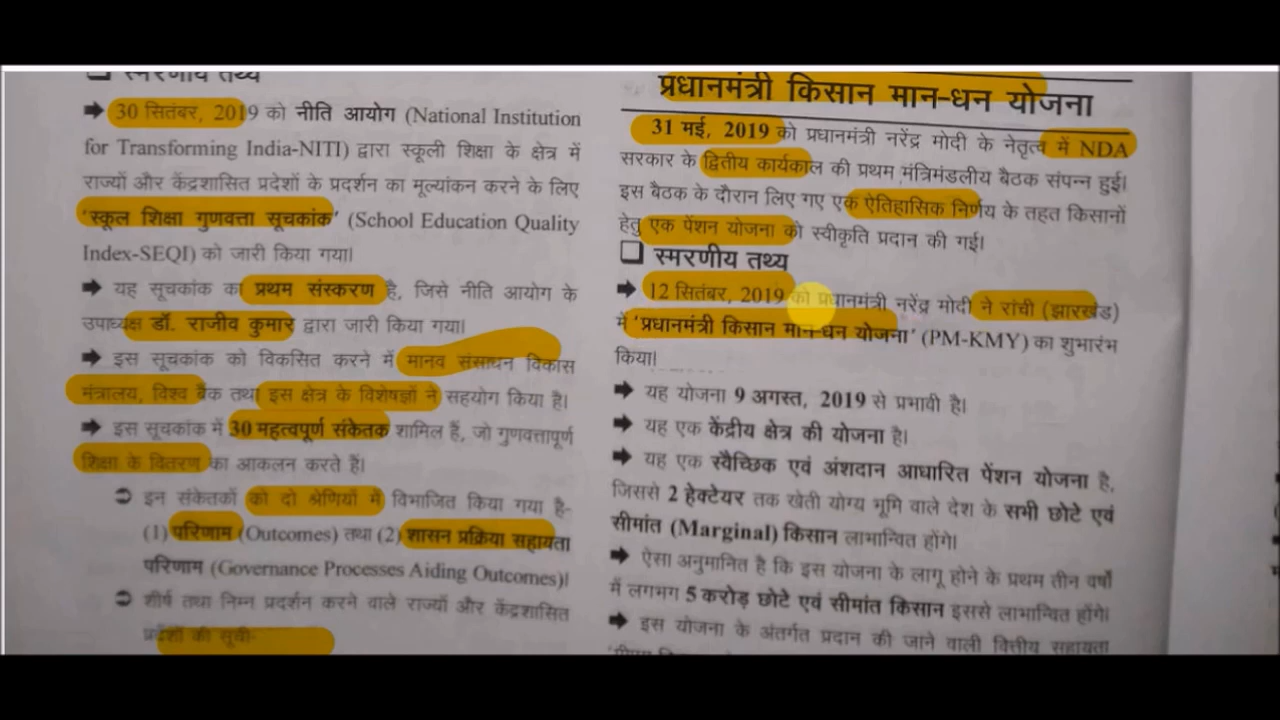 स्मरणीय तथ्य
➡ 30 सितंबर, 2019 को नीति आयोग (National Institution
for Transforming India-NITI) द्वारा स्कूली शिक्षा के क्षेत्र में
राज्यों और केंद्रशासित प्रदेशों के प्रदर्शन का मूल्यांकन करने के लिए
'स्कूल शिक्षा गुणवत्ता सूचकांक' (School Education Quality
Index-SEQI) को जारी किया गया।
➡ यह सूचकांक का प्रथम संस्करण है, जिसे नीति आयोग के
उपाध्यक्ष डॉ. राजीव कुमार द्वारा जारी किया गया।
➡ इस सूचकांक को विकसित करने में मानव संसाधन विकास
मंत्रालय, विश्व बैंक तथा इस क्षेत्र के विशेषज्ञों ने सहयोग किया है।
➡ इस सूचकांक में 30 महत्वपूर्ण संकेतक शामिल हैं, जो गुणवत्तापूर्ण
शिक्षा के वितरण का आकलन करते हैं।
➲ इन संकेतकों को दो श्रेणियों में विभाजित किया गया है-
(1) परिणाम (Outcomes) तथा (2) शासन प्रक्रिया सहायता
परिणाम (Governance Processes Aiding Outcomes)।
➲ शीर्ष तथा निम्न प्रदर्शन करने वाले राज्यों और केंद्रशासित
प्रदेशों की सूची-
प्रधानमंत्री किसान मान-धन योजना
31 मई, 2019 को प्रधानमंत्री नरेंद्र मोदी के नेतृत्व में NDA
सरकार के द्वितीय कार्यकाल की प्रथम मंत्रिमंडलीय बैठक संपन्न हुई।
इस बैठक के दौरान लिए गए एक ऐतिहासिक निर्णय के तहत किसानों
हेतु एक पेंशन योजना को स्वीकृति प्रदान की गई।
❑ स्मरणीय तथ्य
➡ 12 सितंबर, 2019 को प्रधानमंत्री नरेंद्र मोदी ने रांची (झारखंड)
में 'प्रधानमंत्री किसान मान-धन योजना' (PM-KMY) का शुभारंभ
किया।
➡ यह योजना 9 अगस्त, 2019 से प्रभावी है।
➡ यह एक केंद्रीय क्षेत्र की योजना है।
➡ यह एक स्वैच्छिक एवं अंशदान आधारित पेंशन योजना है,
जिससे 2 हेक्टेयर तक खेती योग्य भूमि वाले देश के सभी छोटे एवं
सीमांत (Marginal) किसान लाभान्वित होंगे।
➡ ऐसा अनुमानित है कि इस योजना के लागू होने के प्रथम तीन वर्षों
में लगभग 5 करोड़ छोटे एवं सीमांत किसान इससे लाभान्वित होंगे।
➡ इस योजना के अंतर्गत प्रदान की जाने वाली वित्तीय सहायता